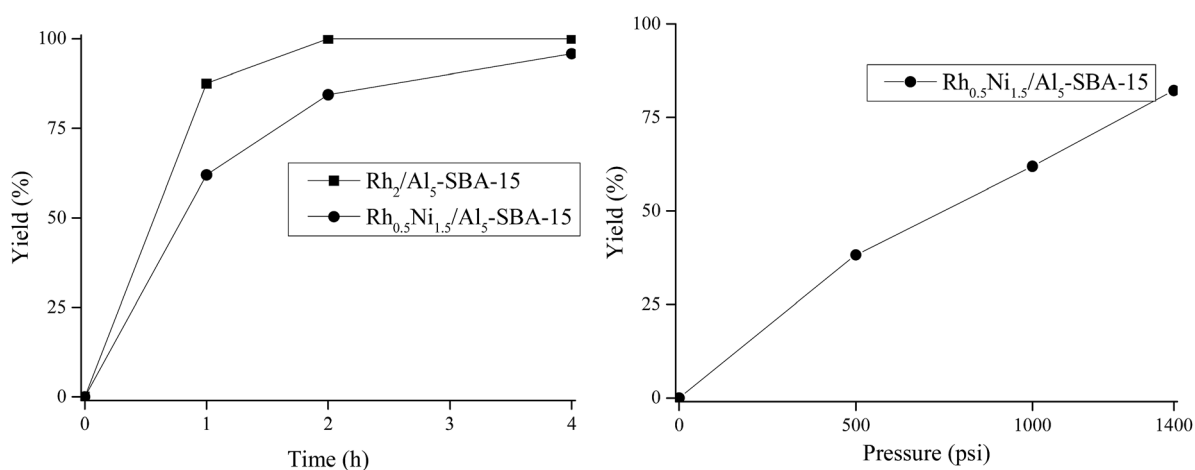 100
75
50
25
0
Yield (%)
Rh2/Al5-SBA-15
Rh0.5Ni1.5/Al5-SBA-15
0
1
2
3
4
Time (h)
100
75
50
25
0
Yield (%)
Rh0.5Ni1.5/Al5-SBA-15
0
500
1000
1400
Pressure (psi)